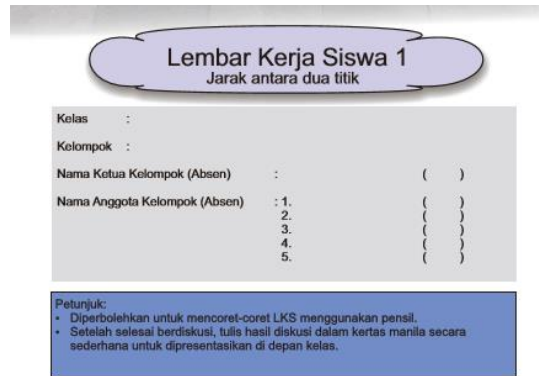 Lembar Kerja Siswa 1
Jarak antara dua titik
Kelas :
Kelompok :
Nama Ketua Kelompok (Absen) : ( )
Nama Anggota Kelompok (Absen) : 1. ( )
2. ( )
3. ( )
4. ( )
5. ( )
Petunjuk:
• Diperbolehkan untuk mencoret-coret LKS menggunakan pensil.
• Setelah selesai berdiskusi, tulis hasil diskusi dalam kertas manila secara
sederhana untuk dipresentasikan di depan kelas.